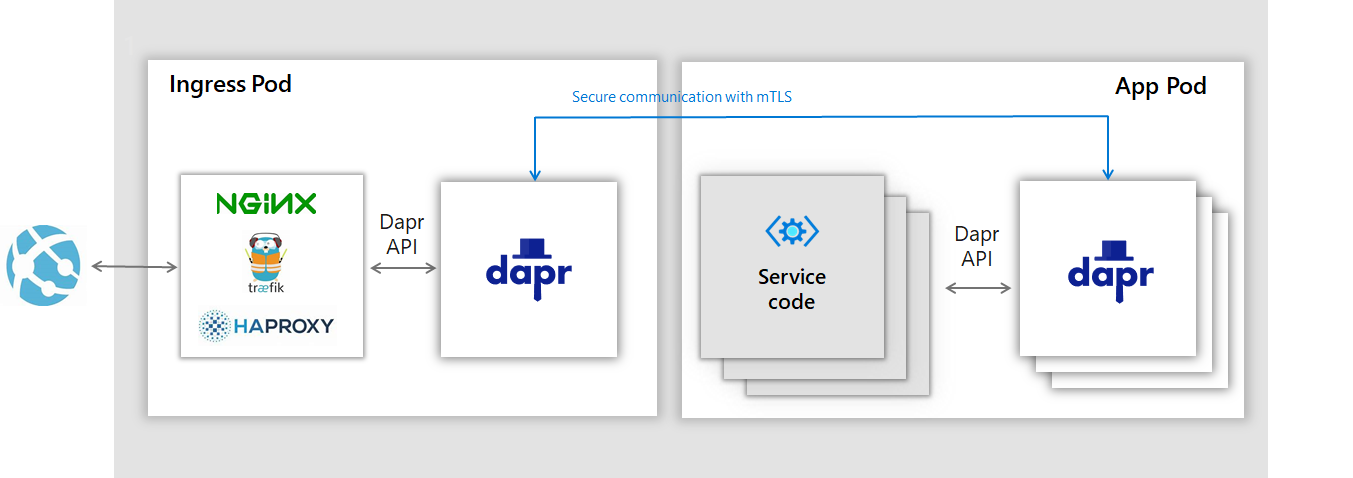 Ingress Pod
App Pod
Secure communication with mTLS
NGiNX
træfik
HAPROXY
Dapr
API
dapr
Service
code
Dapr
API
dapr